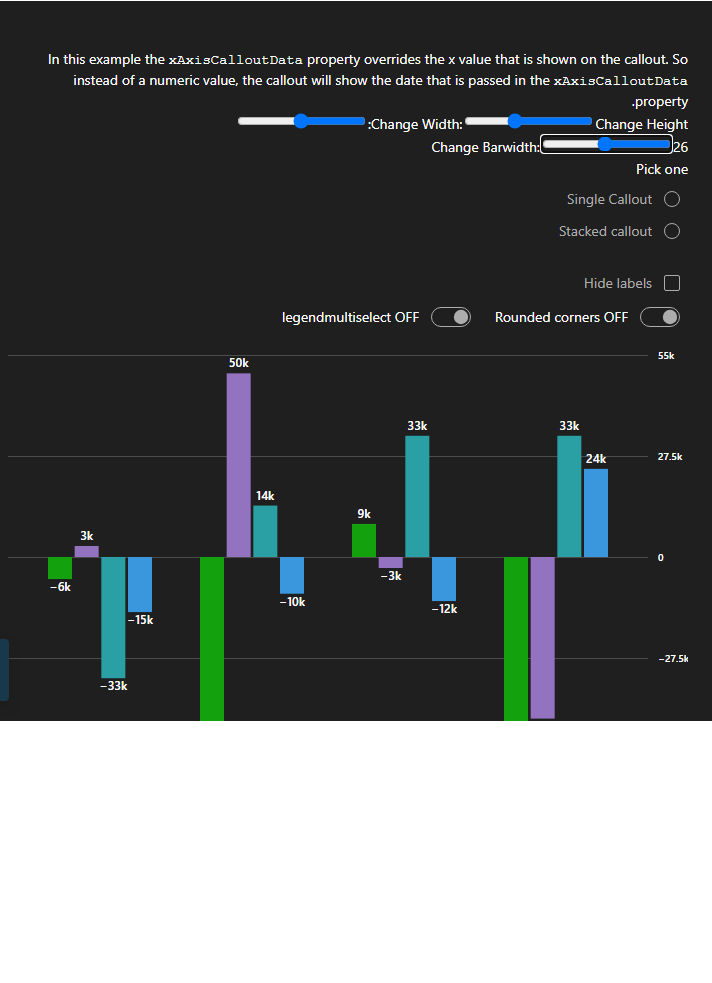 In this example the xAxisCalloutData property overrides the x value that is shown on the callout. So
instead of a numeric value, the callout will show the date that is passed in the xAxisCalloutData
.property
:Change Width: Change Height
Change Barwidth: 26
Pick one
Single Callout
Stacked callout
Hide labels
legendmultiselect OFF Rounded corners OFF
55k
50k
33k 33k
27.5k
24k
14k
9k
3k
0
−3k
−6k
−10k
−12k
−15k
−27.5k
−33k